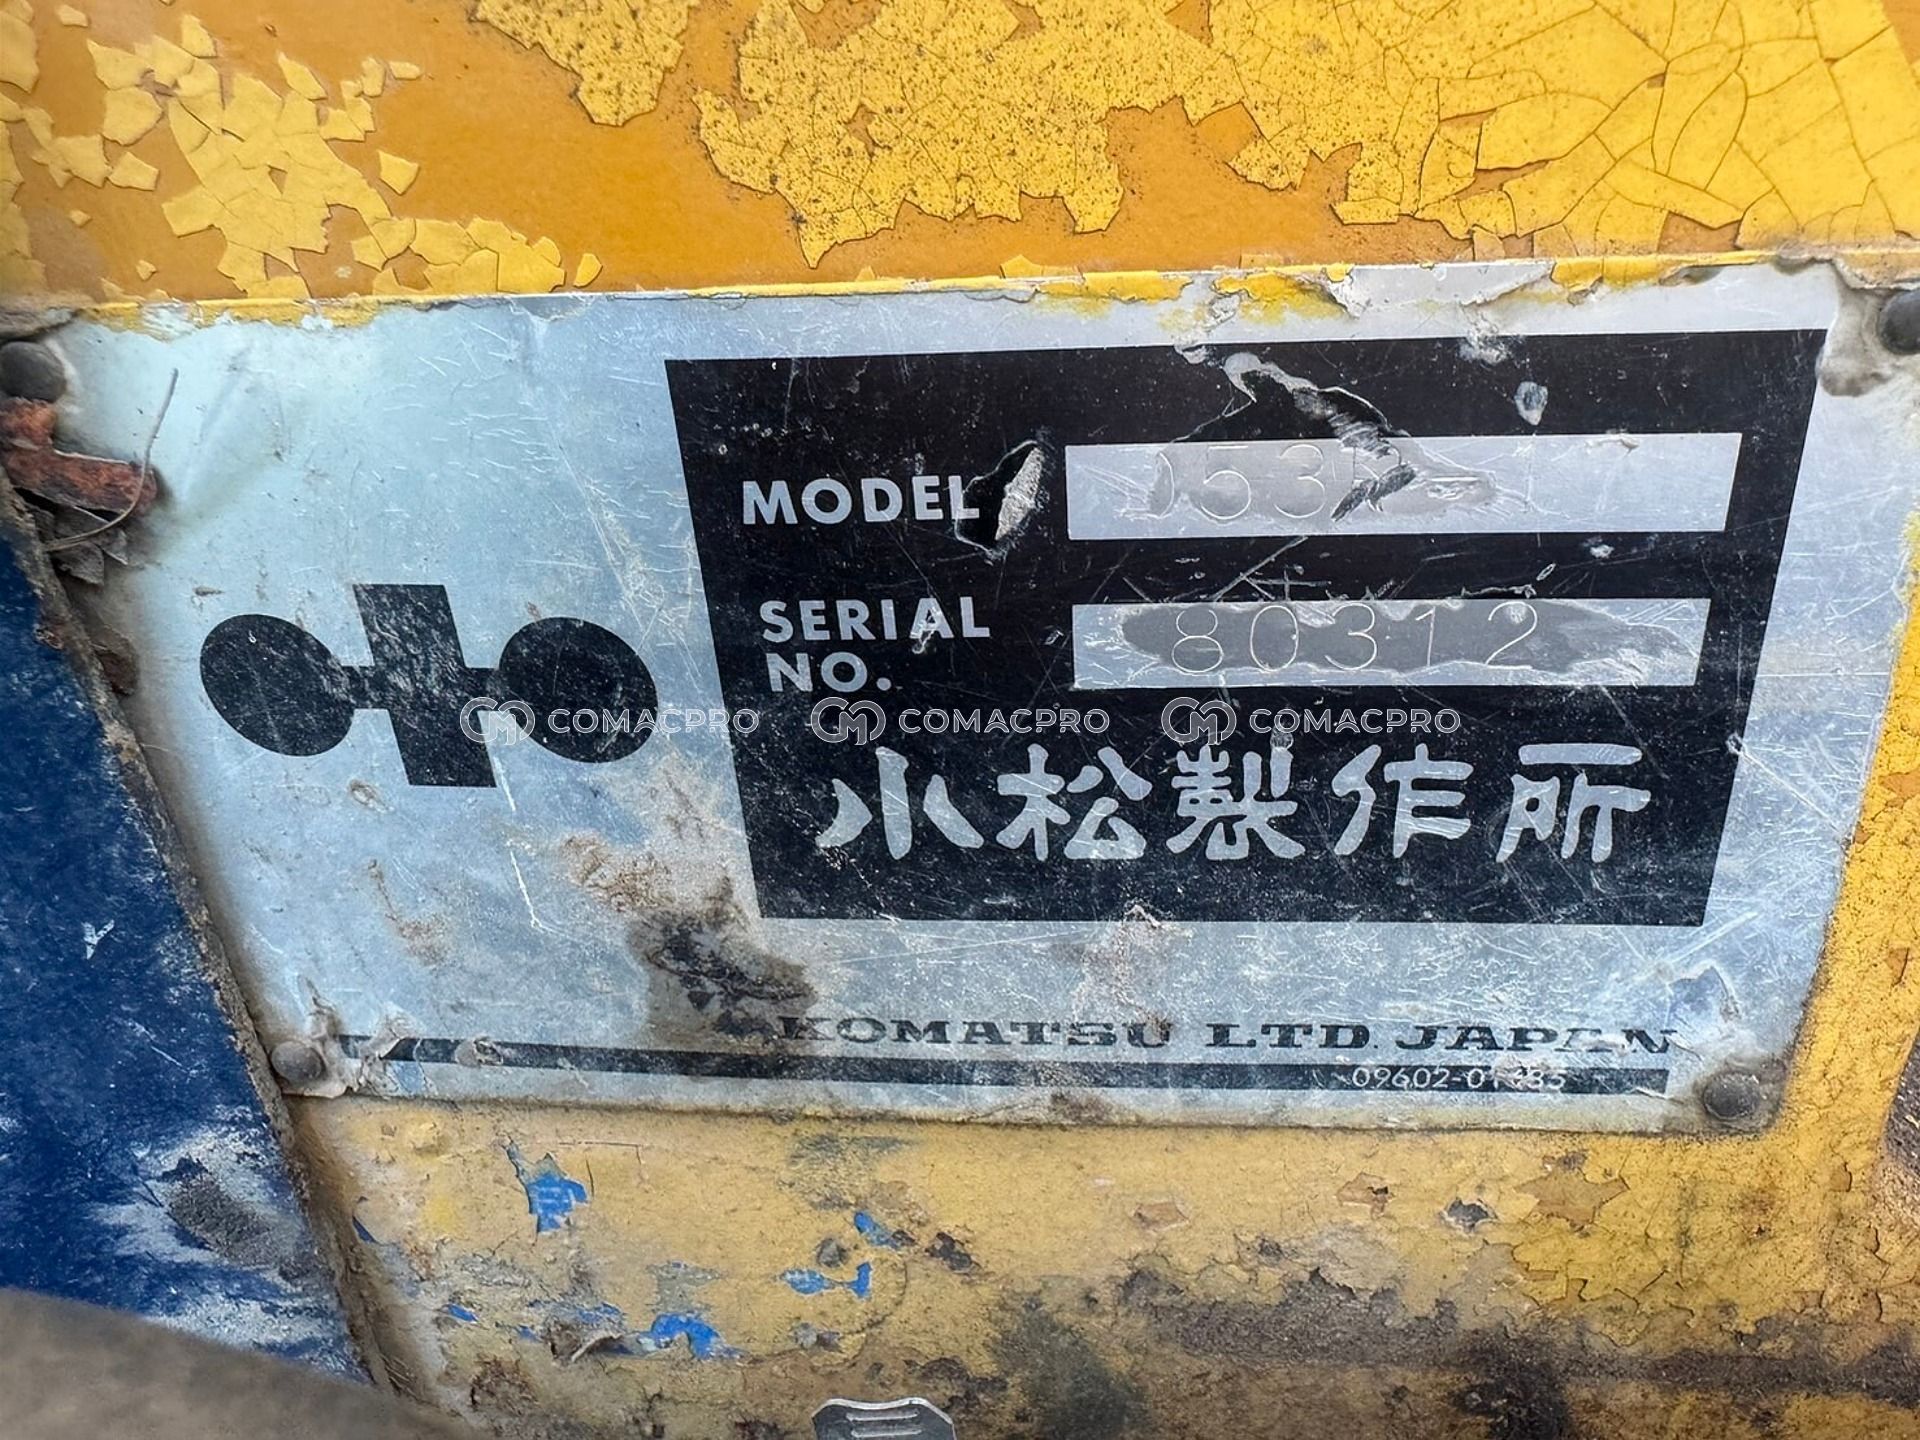 MODEL
SERIAL NO. 80312
COMACPRO COMACPRO COMACPRO
小松製作所
KOMATSU LTD. JAPAN